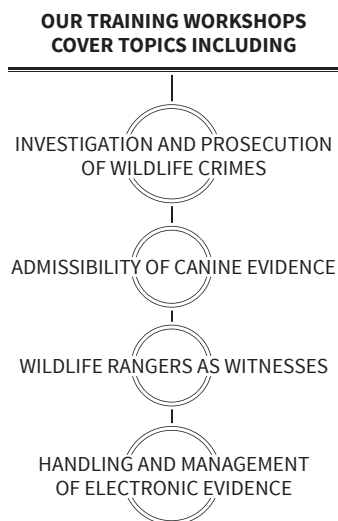 OUR TRAINING WORKSHOPS
COVER TOPICS INCLUDING
INVESTIGATION AND PROSECUTION
OF WILDLIFE CRIMES
ADMISSIBILITY OF CANINE EVIDENCE
WILDLIFE RANGERS AS WITNESSES
HANDLING AND MANAGEMENT
OF ELECTRONIC EVIDENCE